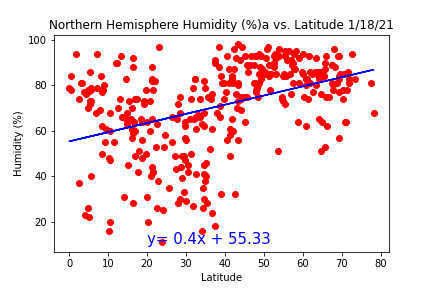 Northern Hemisphere Humidity (%)a vs. Latitude 1/18/21
100
80
60
40
20
Humidity (%)
y= 0.4x + 55.33
0 10 20 30 40 50 60 70 80
Latitude